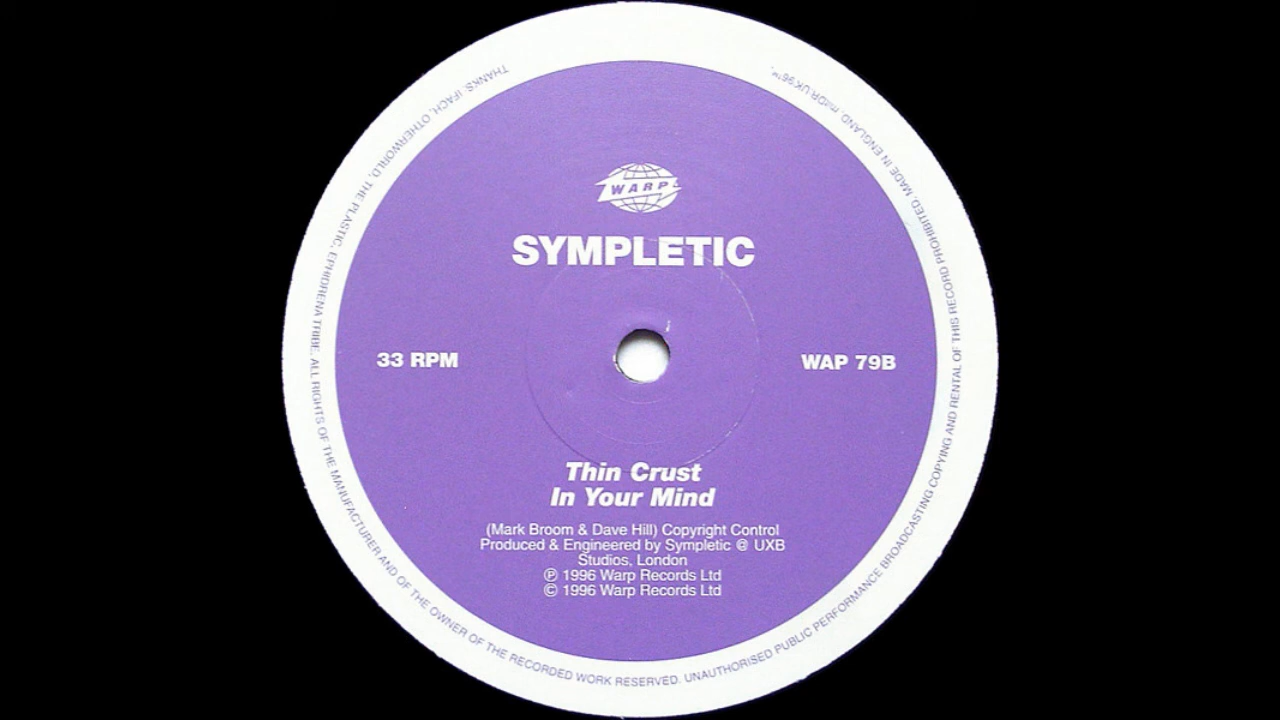 WARP
SYMPLETIC
33 RPM
WAP 79B
Thin Crust
In Your Mind
(Mark Broom & Dave Hill) Copyright Control
Produced & Engineered by Sympletic @ UXB
Studios, London
℗ 1996 Warp Records Ltd
© 1996 Warp Records Ltd
THANKS: IFACH, OTHERWORLD, THE PLASTIC, EPHIDRENA TRIBE. ALL RIGHTS OF THE MANUFACTURER AND OF THE OWNER OF THE RECORDED WORK RESERVED. UNAUTHORISED PUBLIC PERFORMANCE BROADCASTING COPYING AND RENTAL OF THIS RECORD PROHIBITED. MADE IN ENGLAND.